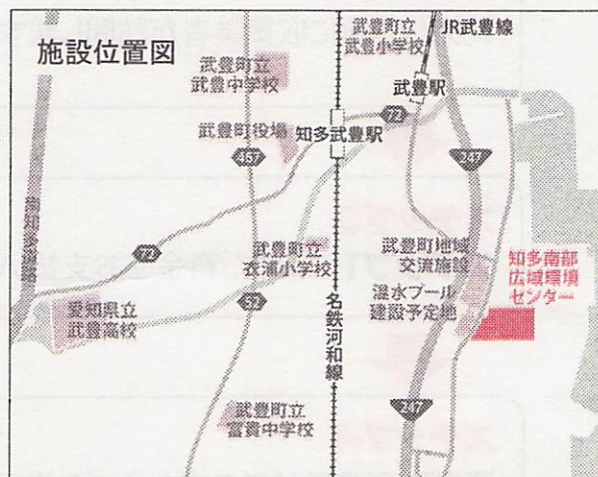 施設位置図
武豊町立
武豊中学校
武豊町役場
457
知多武豊駅
武豊町立
武豊小学校
JR武豊線
武豊駅
72
247
南知多道路
72
武豊町立
衣浦小学校
52
愛知県立
武豊高校
名鉄河和線
武豊町地域
交流施設
温水プール
建設予定地
知多南部
広域環境
センター
武豊町立
富貴中学校
247